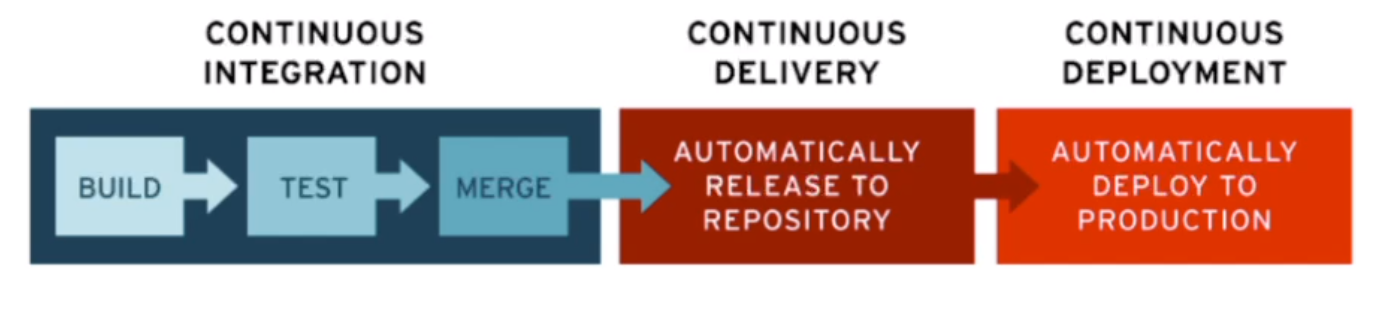 CONTINUOUS
INTEGRATION
BUILD
TEST
MERGE
CONTINUOUS
DELIVERY
AUTOMATICALLY
RELEASE TO
REPOSITORY
CONTINUOUS
DEPLOYMENT
AUTOMATICALLY
DEPLOY TO
PRODUCTION